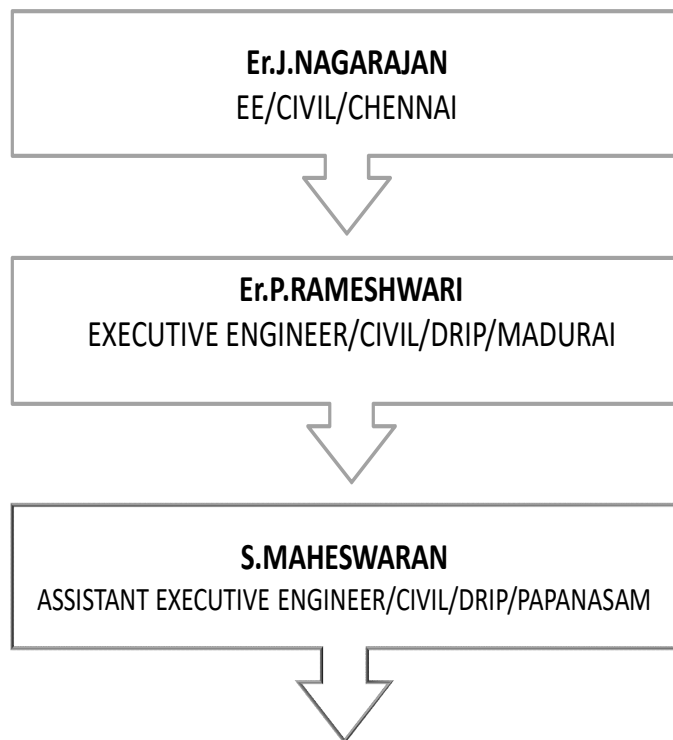 Er.J.NAGARAJAN
EE/CIVIL/CHENNAI
Er.P.RAMESHWARI
EXECUTIVE ENGINEER/CIVIL/DRIP/MADURAI
S.MAHESWARAN
ASSISTANT EXECUTIVE ENGINEER/CIVIL/DRIP/PAPANASAM